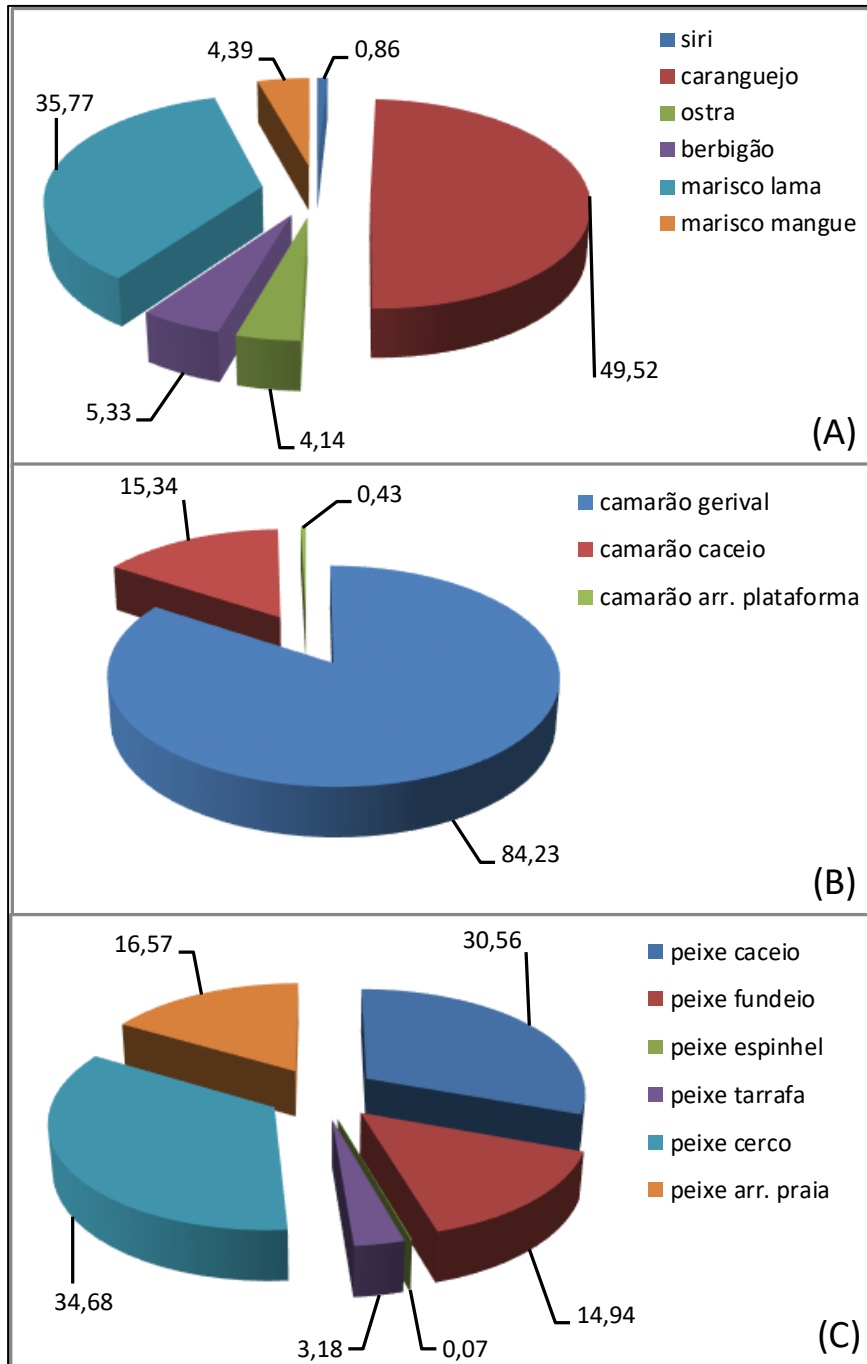 4,39
0,86
35,77
49,52
5,33
4,14
siri
caranguejo
ostra
berbigão
marisco lama
marisco mangue
(A)
15,34
0,43
84,23
camarão gerival
camarão caceio
camarão arr. plataforma
(B)
16,57
30,56
34,68
14,94
3,18
0,07
peixe caceio
peixe fundeio
peixe espinhel
peixe tarrafa
peixe cerco
peixe arr. praia
(C)